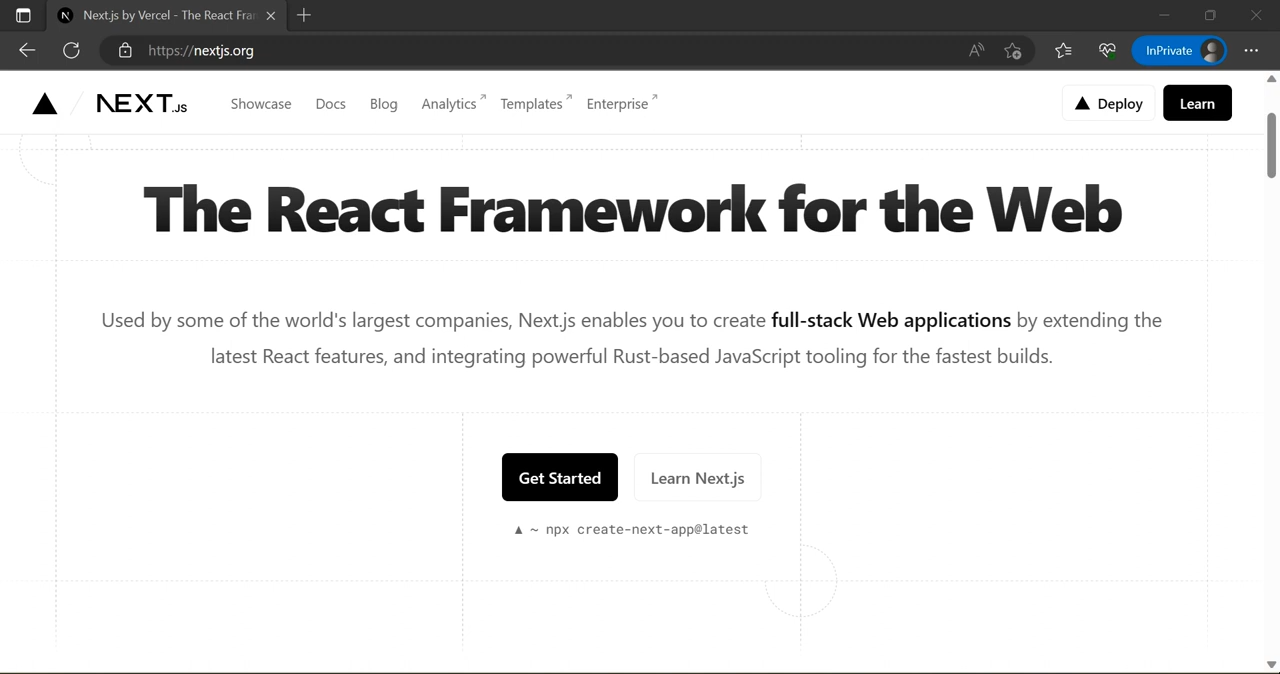 Next.js by Vercel - The React Fra
https://nextjs.org
InPrivate
NEXT.JS
Showcase Docs Blog Analytics Templates Enterprise
Deploy Learn
The React Framework for the Web
Used by some of the world's largest companies, Next.js enables you to create full-stack Web applications by extending the
latest React features, and integrating powerful Rust-based JavaScript tooling for the fastest builds.
Get Started Learn Next.js
▲ ~ npx create-next-app@latest